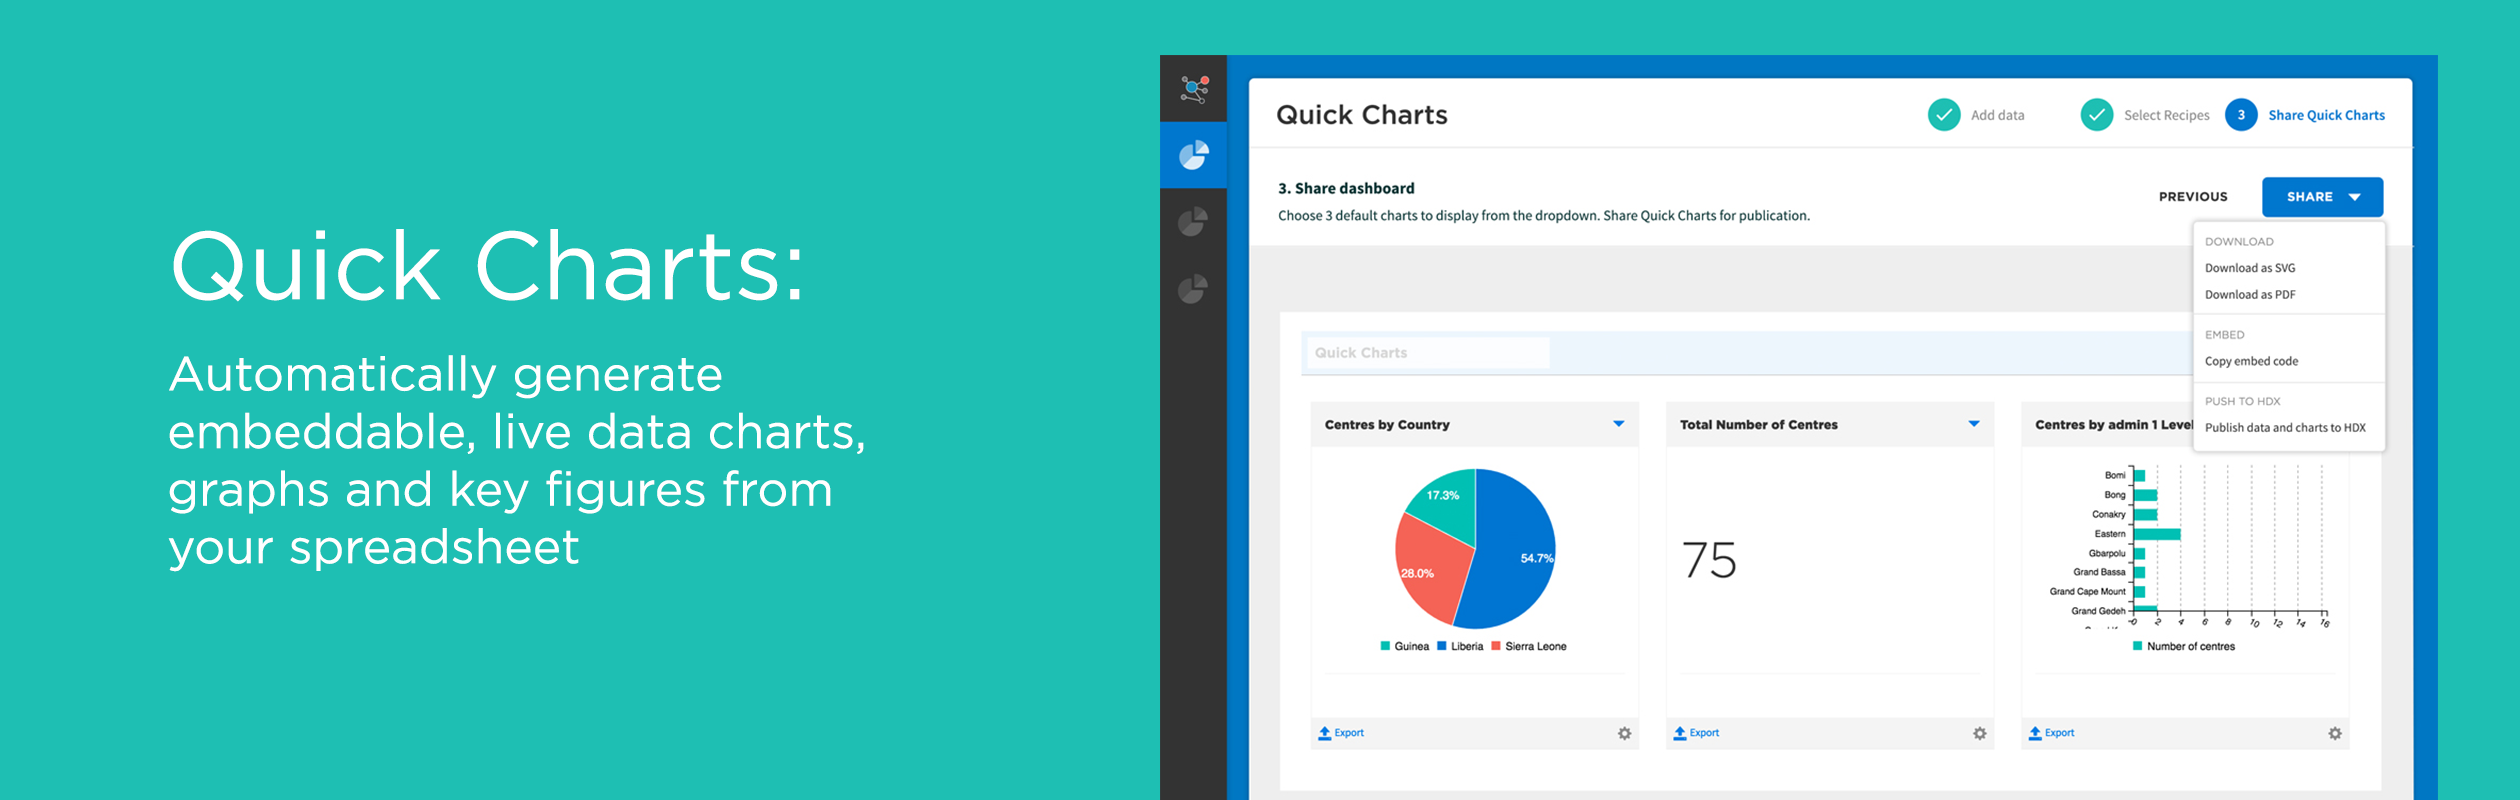 Quick Charts:
Automatically generate
embeddable, live data charts,
graphs and key figures from
your spreadsheet
Quick Charts
Add data
Select Recipes
3
Share Quick Charts
3. Share dashboard
Choose 3 default charts to display from the dropdown. Share Quick Charts for publication.
PREVIOUS
SHARE
DOWNLOAD
Download as SVG
Download as PDF
EMBED
Copy embed code
PUSH TO HDX
Publish data and charts to HDX
Quick Charts
Centres by Country
17.3%
54.7%
28.0%
Guinea
Liberia
Sierra Leone
Export
Total Number of Centres
75
Export
Centres by admin 1 Level
Bomi
Bong
Conakry
Eastern
Gbarpolu
Grand Bassa
Grand Cape Mount
Grand Gedeh
0 2 4 6 8 10 12 14 16
Number of centres
Export